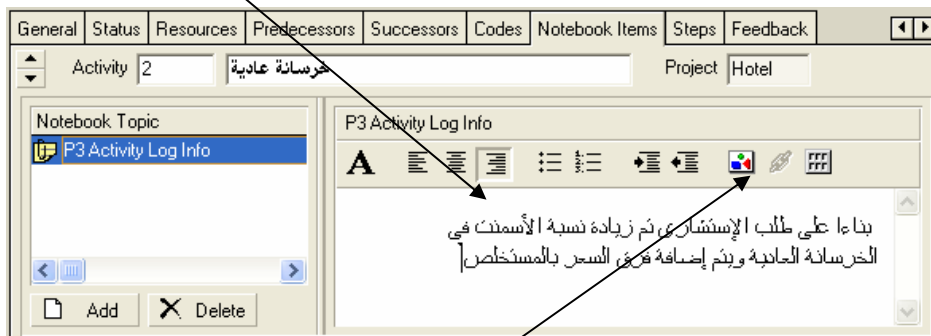 General Status Resources Predecessors Successors Codes Notebook Items Steps Feedback
Activity 2 خرسانة عادية Project Hotel
Notebook Topic
P3 Activity Log Info
P3 Activity Log Info
A
بناءا على طلب الإستشارى تم زيادة نسبة الأسمنت فى
الخرسانة العادية ويتم إضافة فرق السعر بالمستخلص
Add Delete